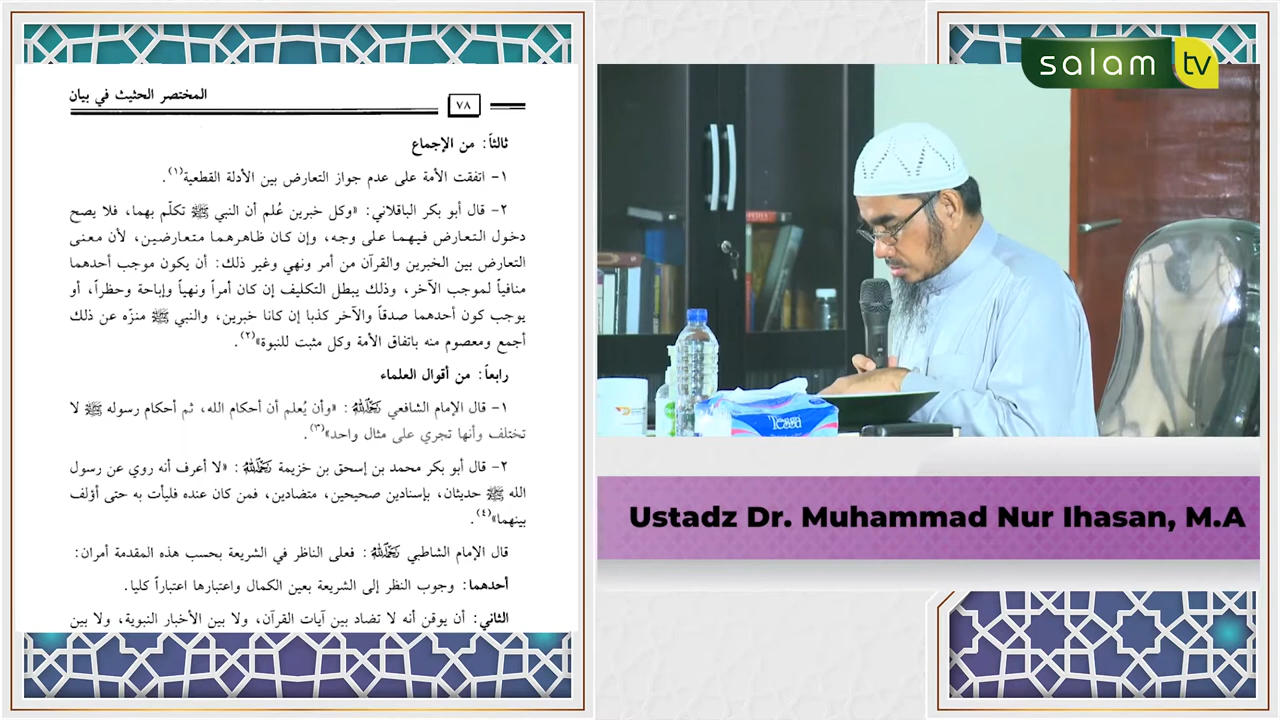 المختصر الحثيث في بيان
٧٨
ثالثاً: من الإجماع
١- اتفقت الأمة على عدم جواز التعارض بين الأدلة القطعية(١).
٢- قال أبو بكر الباقلاني: «وكل خبرين عُلم أن النبي ﷺ تكلّم بهما، فلا يصح
دخول التعارض فيهما على وجه، وإن كان ظاهرهما متعارضين، لأن معنى
التعارض بين الخبرين والقرآن من أمر ونهي وغير ذلك: أن يكون موجب أحدهما
منافياً لموجب الآخر، وذلك يبطل التكليف إن كان أمراً ونهياً وإباحة وحظراً، أو
يوجب كون أحدهما صدقاً والآخر كذبا إن كانا خبرين، والنبي ﷺ منزّه عن ذلك
أجمع ومعصوم منه باتفاق الأمة وكل مثبت للنبوة»(٢).
رابعاً: من أقوال العلماء
١- قال الإمام الشافعي رحمه الله: «وأن يُعلم أن أحكام الله، ثم أحكام رسوله ﷺ لا
تختلف وأنها تجري على مثال واحد»(٣).
٢- قال أبو بكر محمد بن إسحق بن خزيمة رحمه الله: «لا أعرف أنه روي عن رسول
الله ﷺ حديثان، بإسنادين صحيحين، متضادين، فمن كان عنده فليأت به حتى أؤلف
بينهما»(٤).
قال الإمام الشاطبي رحمه الله: فعلى الناظر في الشريعة بحسب هذه المقدمة أمران:
أحدهما: وجوب النظر إلى الشريعة بعين الكمال واعتبارها اعتباراً كليا.
الثاني: أن يوقن أنه لا تضاد بين آيات القرآن، ولا بين الأخبار النبوية، ولا بين
salam tv
Tessa
Ustadz Dr. Muhammad Nur Ihasan, M.A